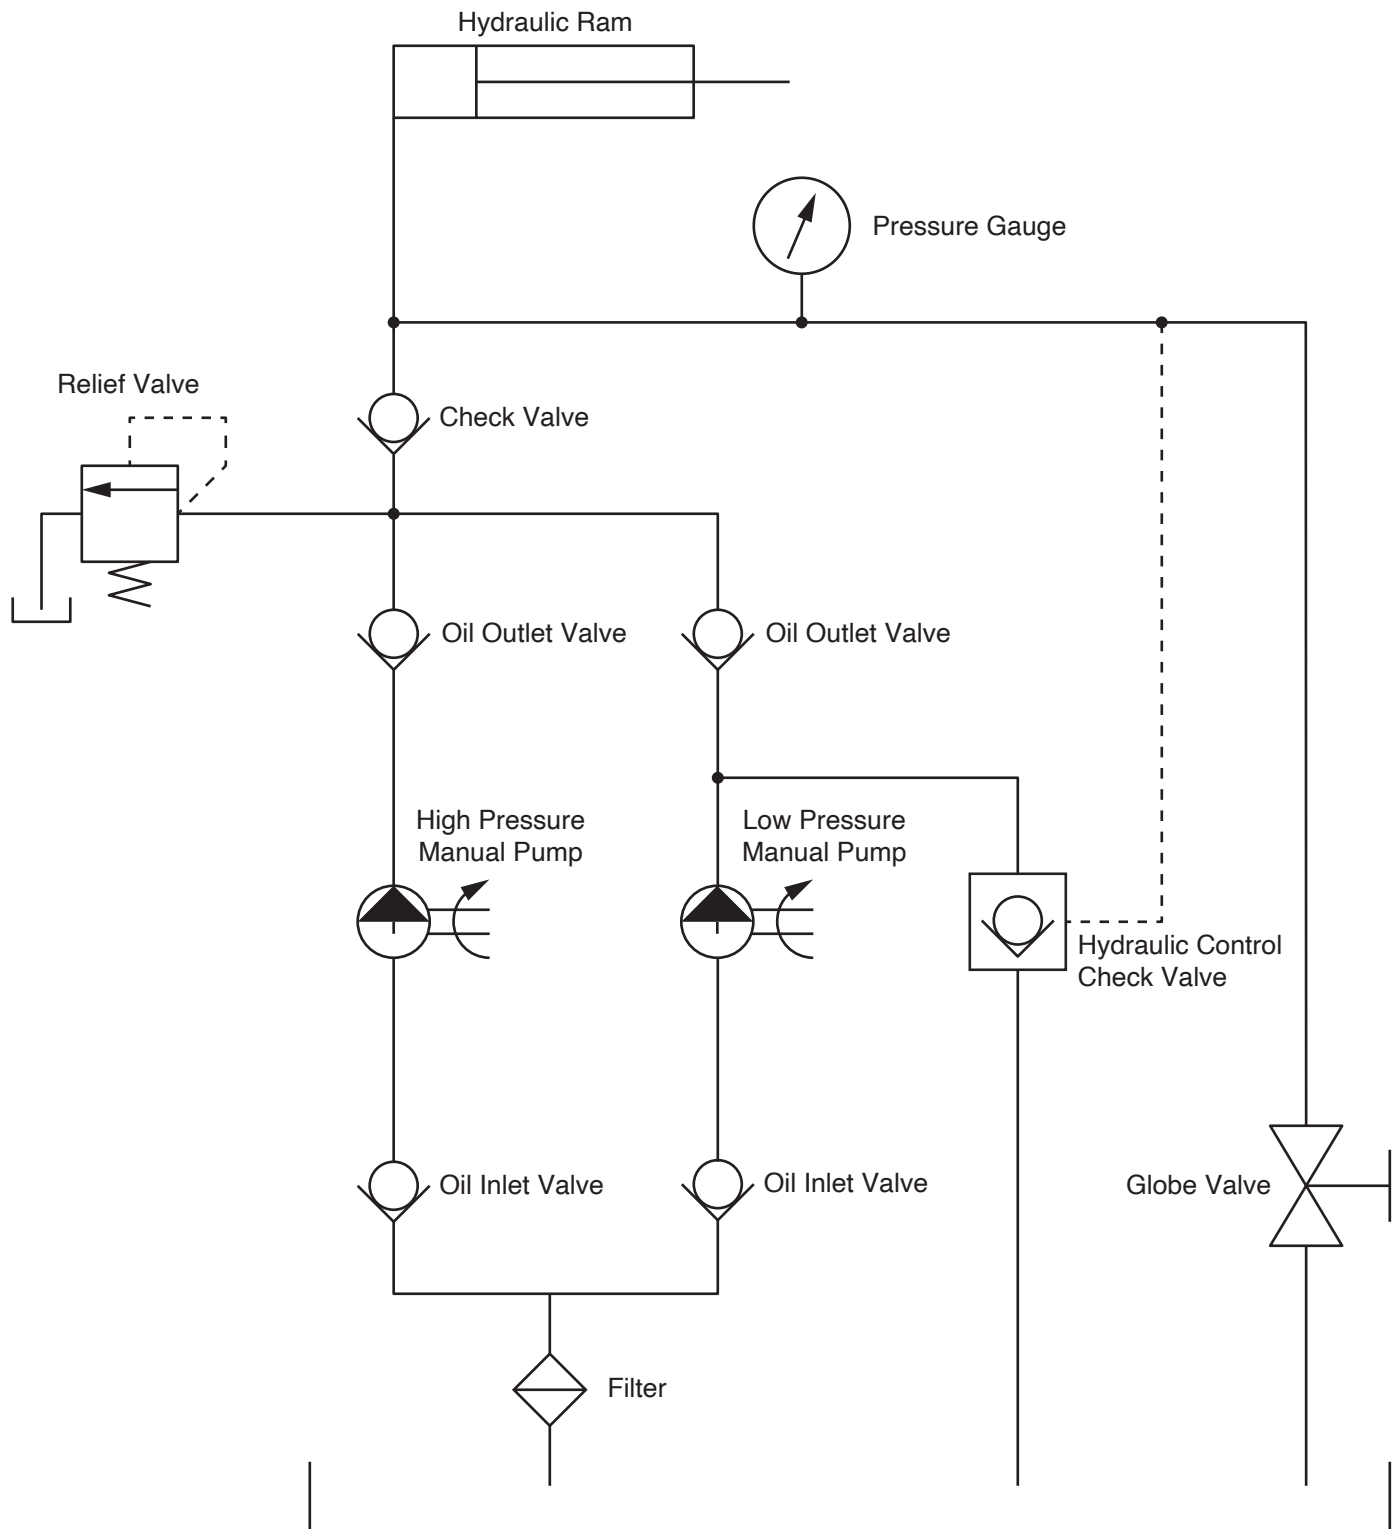 Hydraulic Ram
Pressure Gauge
Relief Valve
Check Valve
Oil Outlet Valve
Oil Outlet Valve
High Pressure
Manual Pump
Low Pressure
Manual Pump
Hydraulic Control
Check Valve
Oil Inlet Valve
Oil Inlet Valve
Globe Valve
Filter